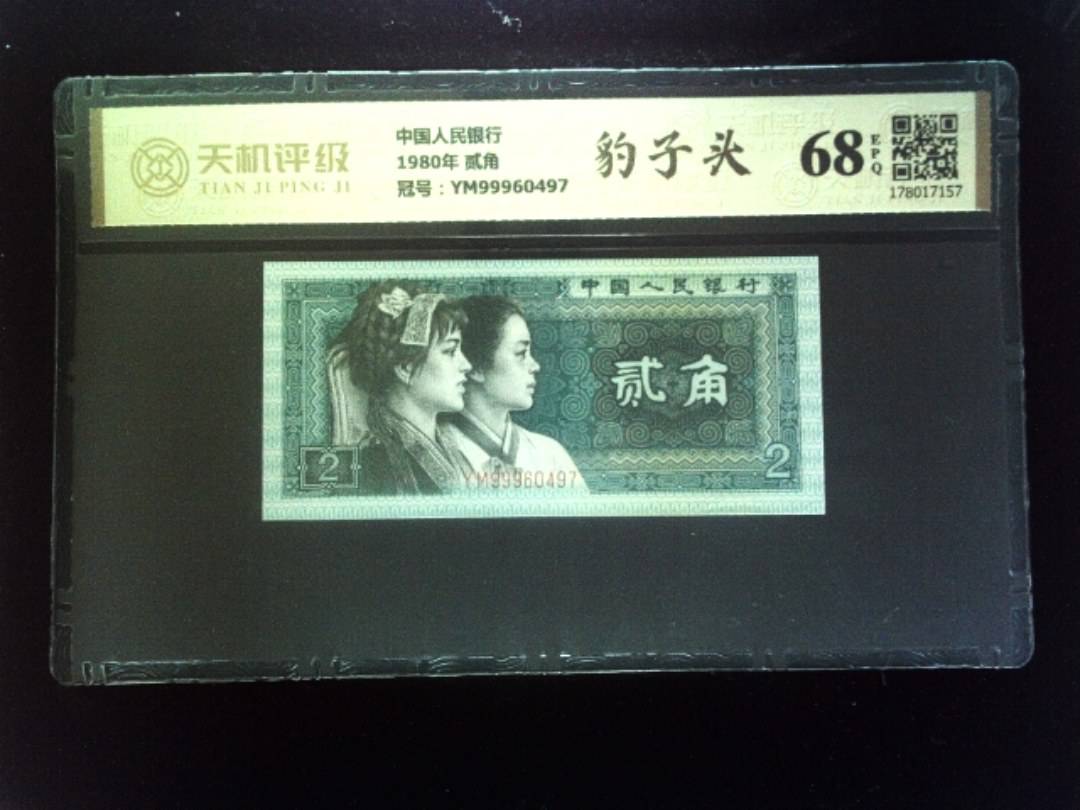 天机评级
TIAN JI PING JI
中国人民银行
1980年 贰角
冠号：YM99960497
豹子头
68
EPQ
178017157
中国人民银行
贰角
2
2
YM99960497